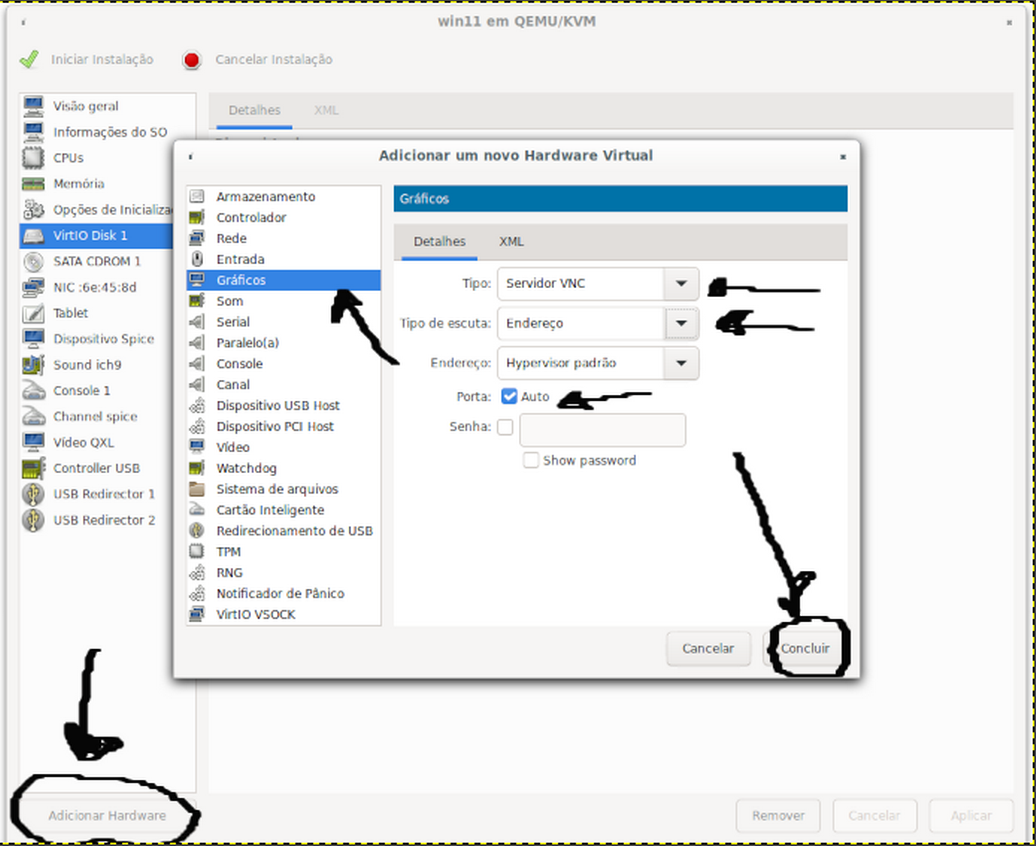 win11 em QEMU/KVM
Iniciar Instalação Cancelar Instalação
Visão geral
Informações do SO
CPUs
Memória
Opções de Inicializa
VirtIO Disk 1
SATA CDROM 1
NIC :6e:45:8d
Tablet
Dispositivo Spice
Sound ich9
Console 1
Channel spice
Vídeo QXL
Controller USB
USB Redirector 1
USB Redirector 2
Adicionar Hardware
Detalhes XML
Adicionar um novo Hardware Virtual
Armazenamento
Controlador
Rede
Entrada
Gráficos
Som
Serial
Paralelo(a)
Console
Canal
Dispositivo USB Host
Dispositivo PCI Host
Vídeo
Watchdog
Sistema de arquivos
Cartão Inteligente
Redirecionamento de USB
TPM
RNG
Notificador de Pânico
VirtIO VSOCK
Gráficos
Detalhes XML
Tipo: Servidor VNC
Tipo de escuta: Endereço
Endereço: Hypervisor padrão
Porta: Auto
Senha:
Show password
Cancelar Concluir
Remover Cancelar Aplicar